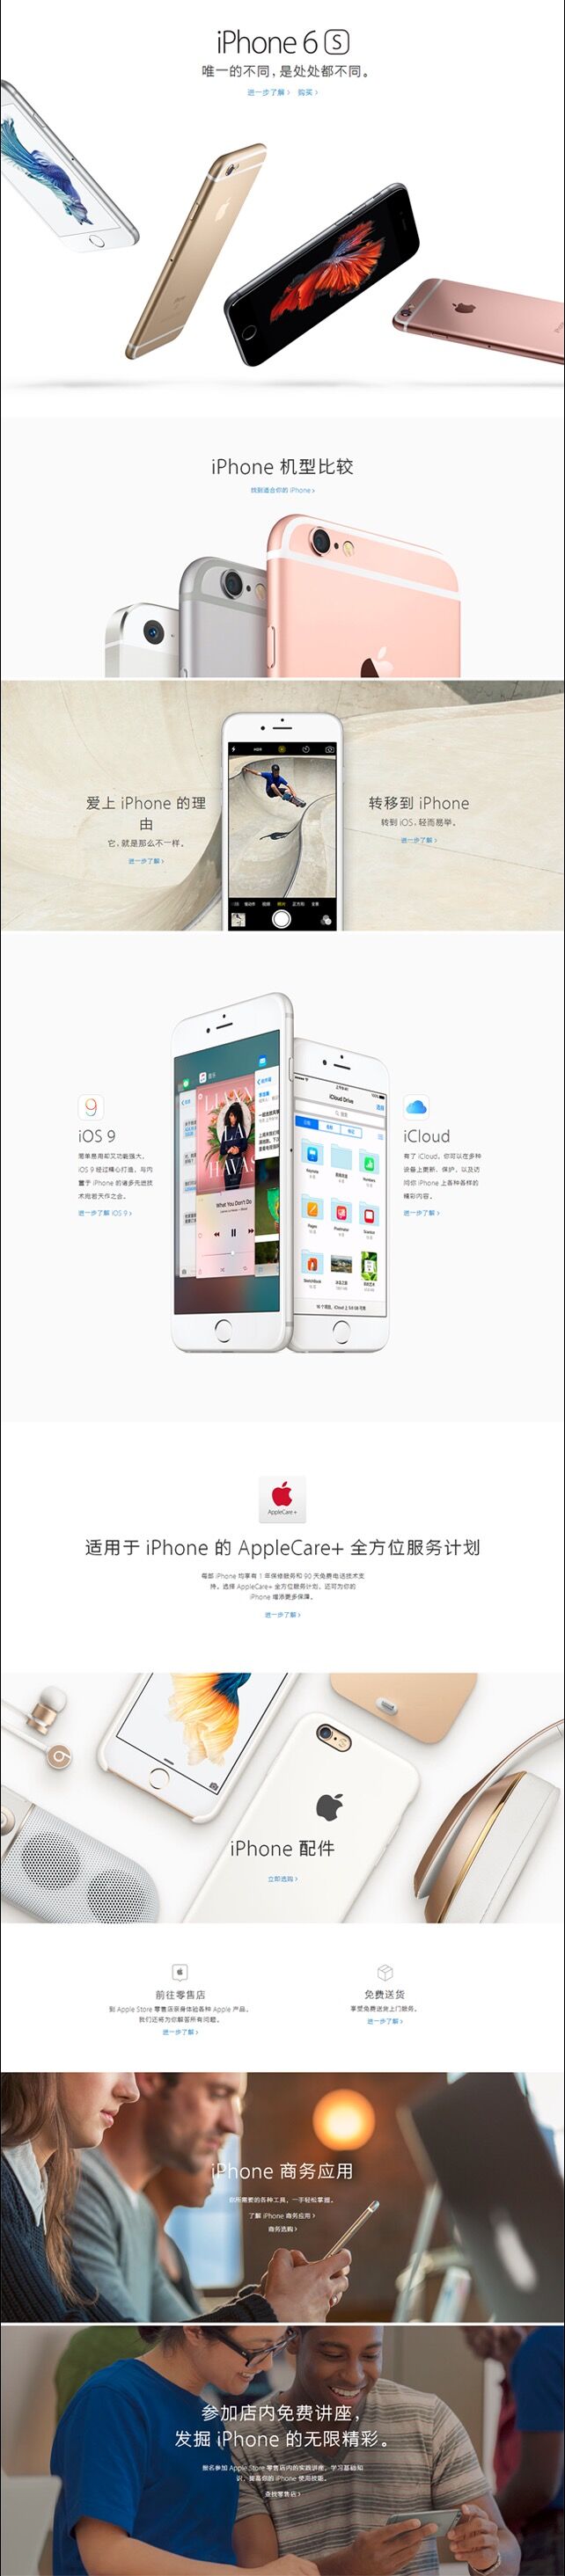 iPhone 6 S
唯一的不同，是处处都不同。
进一步了解 › 购买 ›
iPhone 机型比较
找到适合你的 iPhone ›
爱上 iPhone 的理
由
它，就是那么不一样。
进一步了解 ›
转移到 iPhone
转到 iOS，轻而易举。
进一步了解 ›
iCloud Drive
Keynote
Numbers
Pages
Pixelmator
What You Don't Do
iOS 9
简单易用却又功能强大，
iOS 9 经过精心打造，与内
置于 iPhone 的诸多先进技
术宛若天作之合。
进一步了解 iOS 9 ›
iCloud
有了 iCloud，你可以在多种
设备上更新、保护，以及访
问你 iPhone 上各种各样的
精彩内容。
进一步了解 ›
AppleCare +
适用于 iPhone 的 AppleCare+ 全方位服务计划
每部 iPhone 均享有 1 年保修服务和 90 天免费电话技术支
持。选择 AppleCare+ 全方位服务计划，还可为你的
iPhone 增添更多保障。
进一步了解 ›
iPhone 配件
立即选购 ›
前往零售店
到 Apple Store 零售店亲身体验各种 Apple 产品，
我们还将为你解答所有问题。
进一步了解 ›
免费送货
享受免费送货上门服务。
进一步了解 ›
iPhone 商务应用
你所需要的各种工具，一手轻松掌握。
了解 iPhone 商务应用 ›
商务选购 ›
参加店内免费讲座，
发掘 iPhone 的无限精彩。
报名参加 Apple Store 零售店内的实践讲座，学习基础知
识，提高你的 iPhone 使用技能。
查找零售店 ›